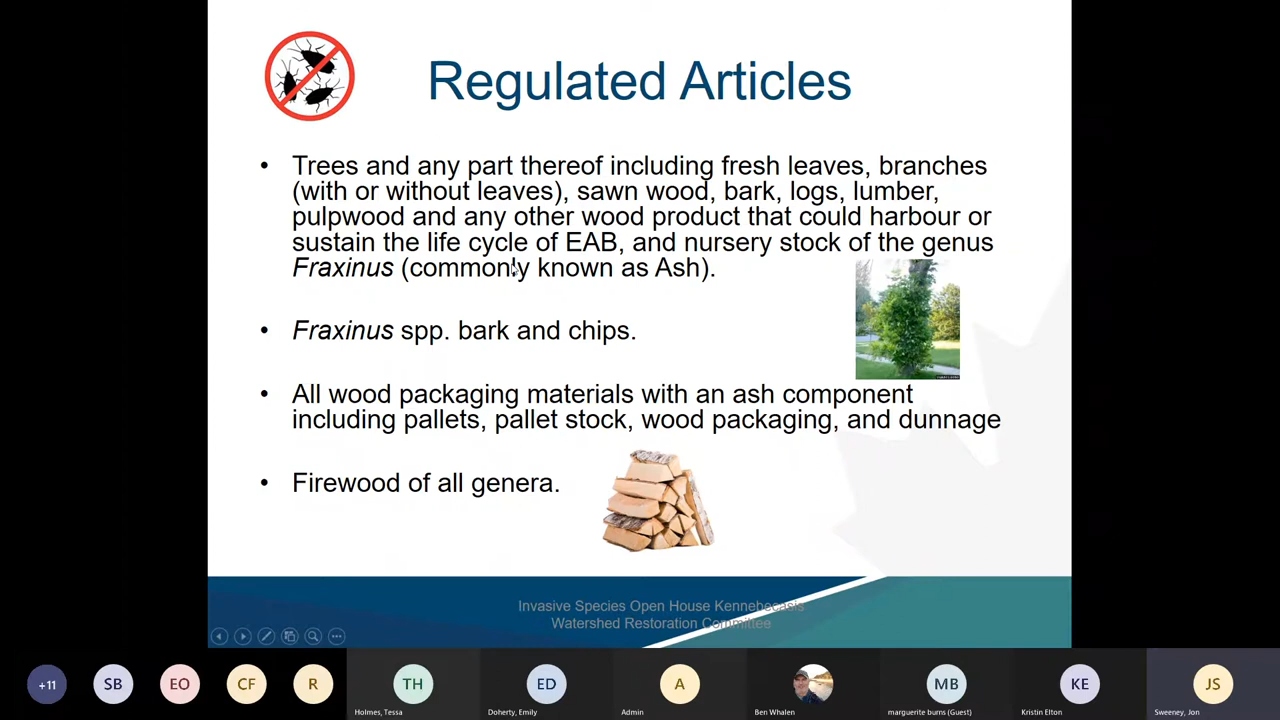 Regulated Articles
• Trees and any part thereof including fresh leaves, branches
(with or without leaves), sawn wood, bark, logs, lumber,
pulpwood and any other wood product that could harbour or
sustain the life cycle of EAB, and nursery stock of the genus
Fraxinus (commonly known as Ash).
• Fraxinus spp. bark and chips.
• All wood packaging materials with an ash component
including pallets, pallet stock, wood packaging, and dunnage
• Firewood of all genera.
Invasive Species Open House Kennebecasis
Watershed Restoration Committee
+11 SB EO CF R TH ED A MB KE JS
Holmes, Tessa Doherty, Emily Admin Ben Whalen marguerite burns (Guest) Kristin Elton Sweeney, Jon